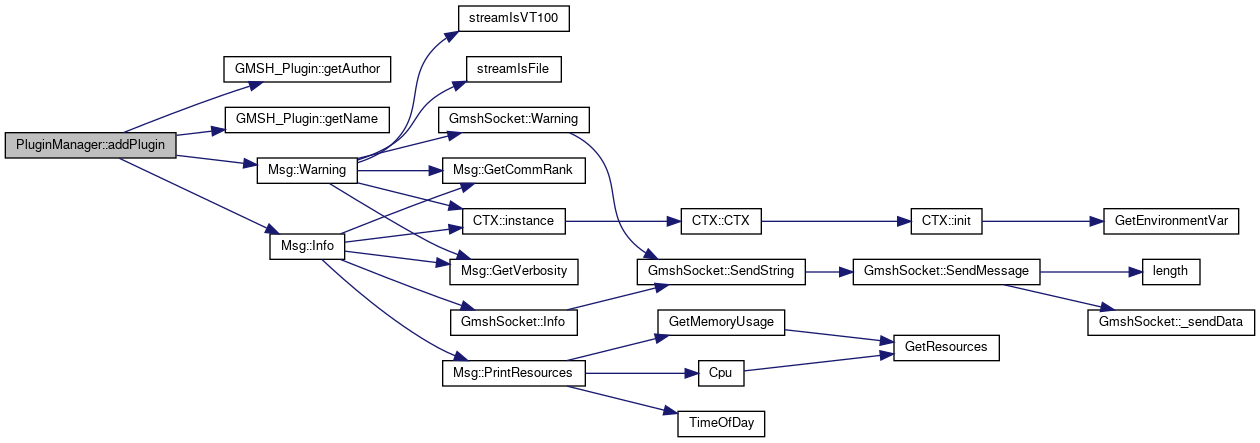 streamIsVT100
GMSH_Plugin::getAuthor
streamIsFile
GMSH_Plugin::getName
GmshSocket::Warning
PluginManager::addPlugin
Msg::Warning
Msg::GetCommRank
CTX::instance
CTX::CTX
CTX::init
GetEnvironmentVar
Msg::Info
Msg::GetVerbosity
GmshSocket::SendString
GmshSocket::SendMessage
length
GmshSocket::Info
GetMemoryUsage
GmshSocket::_sendData
GetResources
Msg::PrintResources
Cpu
TimeOfDay